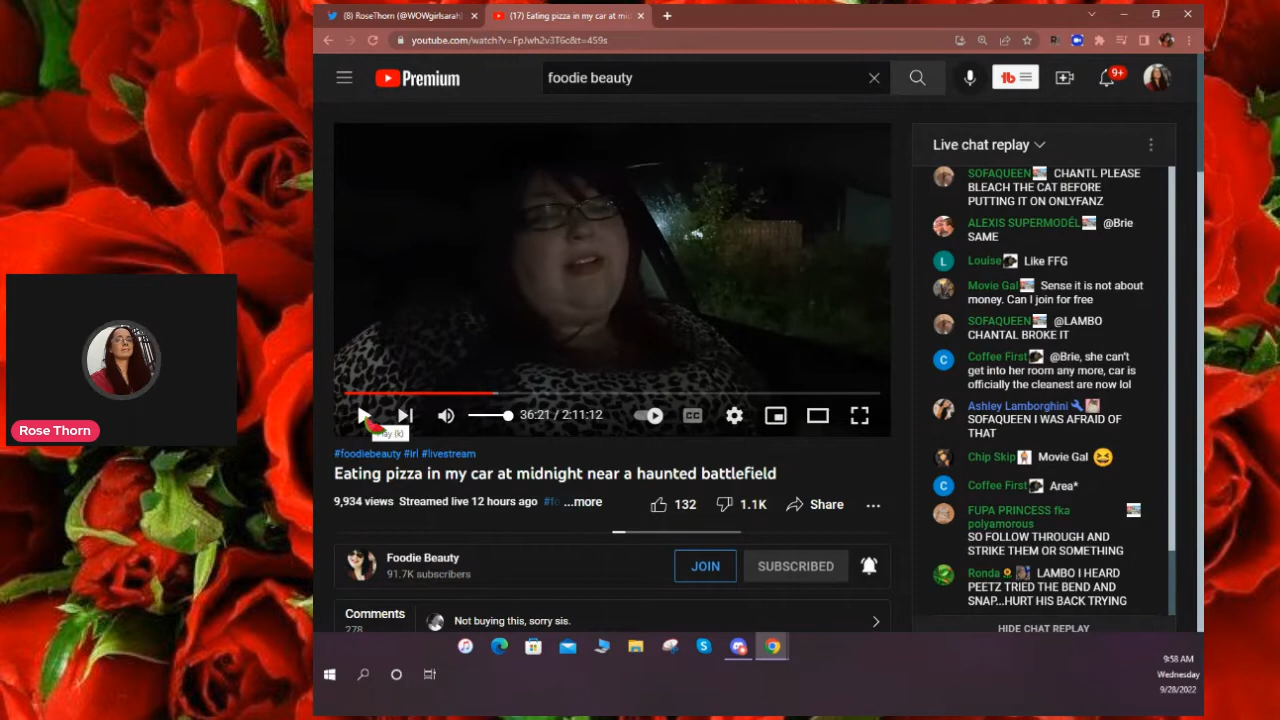 (8) RoseThorn (@WOWgirlsarah)
(17) Eating pizza in my car at mid
youtube.com/watch?v=FpJwh2v3T6c&t=459s
Premium
foodie beauty
9+
Live chat replay
SOFAQUEEN CHANTL PLEASE
BLEACH THE CAT BEFORE
PUTTING IT ON ONLYFANZ
ALEXIS SUPERMODÉL @Brie
SAME
L Louise Like FFG
Movie Gal Sense it is not about
money. Can I join for free
SOFAQUEEN @LAMBO
CHANTAL BROKE IT
C Coffee First @Brie, she can't
get into her room any more, car is
officially the cleanest are now lol
Ashley Lamborghini
SOFAQUEEN I WAS AFRAID OF
THAT
Chip Skip Movie Gal
C Coffee First Area*
FUPA PRINCESS fka
polyamorous
SO FOLLOW THROUGH AND
STRIKE THEM OR SOMETHING
Ronda LAMBO I HEARD
PEETZ TRIED THE BEND AND
SNAP...HURT HIS BACK TRYING
HIDE CHAT REPLAY
Rose Thorn
36:21 / 2:11:12
CC
Play (k)
#foodiebeauty #irl #livestream
Eating pizza in my car at midnight near a haunted battlefield
9,934 views Streamed live 12 hours ago #fo ...more
132 1.1K Share
Foodie Beauty
91.7K subscribers
JOIN
SUBSCRIBED
Comments
278
Not buying this, sorry sis.
9:58 AM
Wednesday
9/28/2022